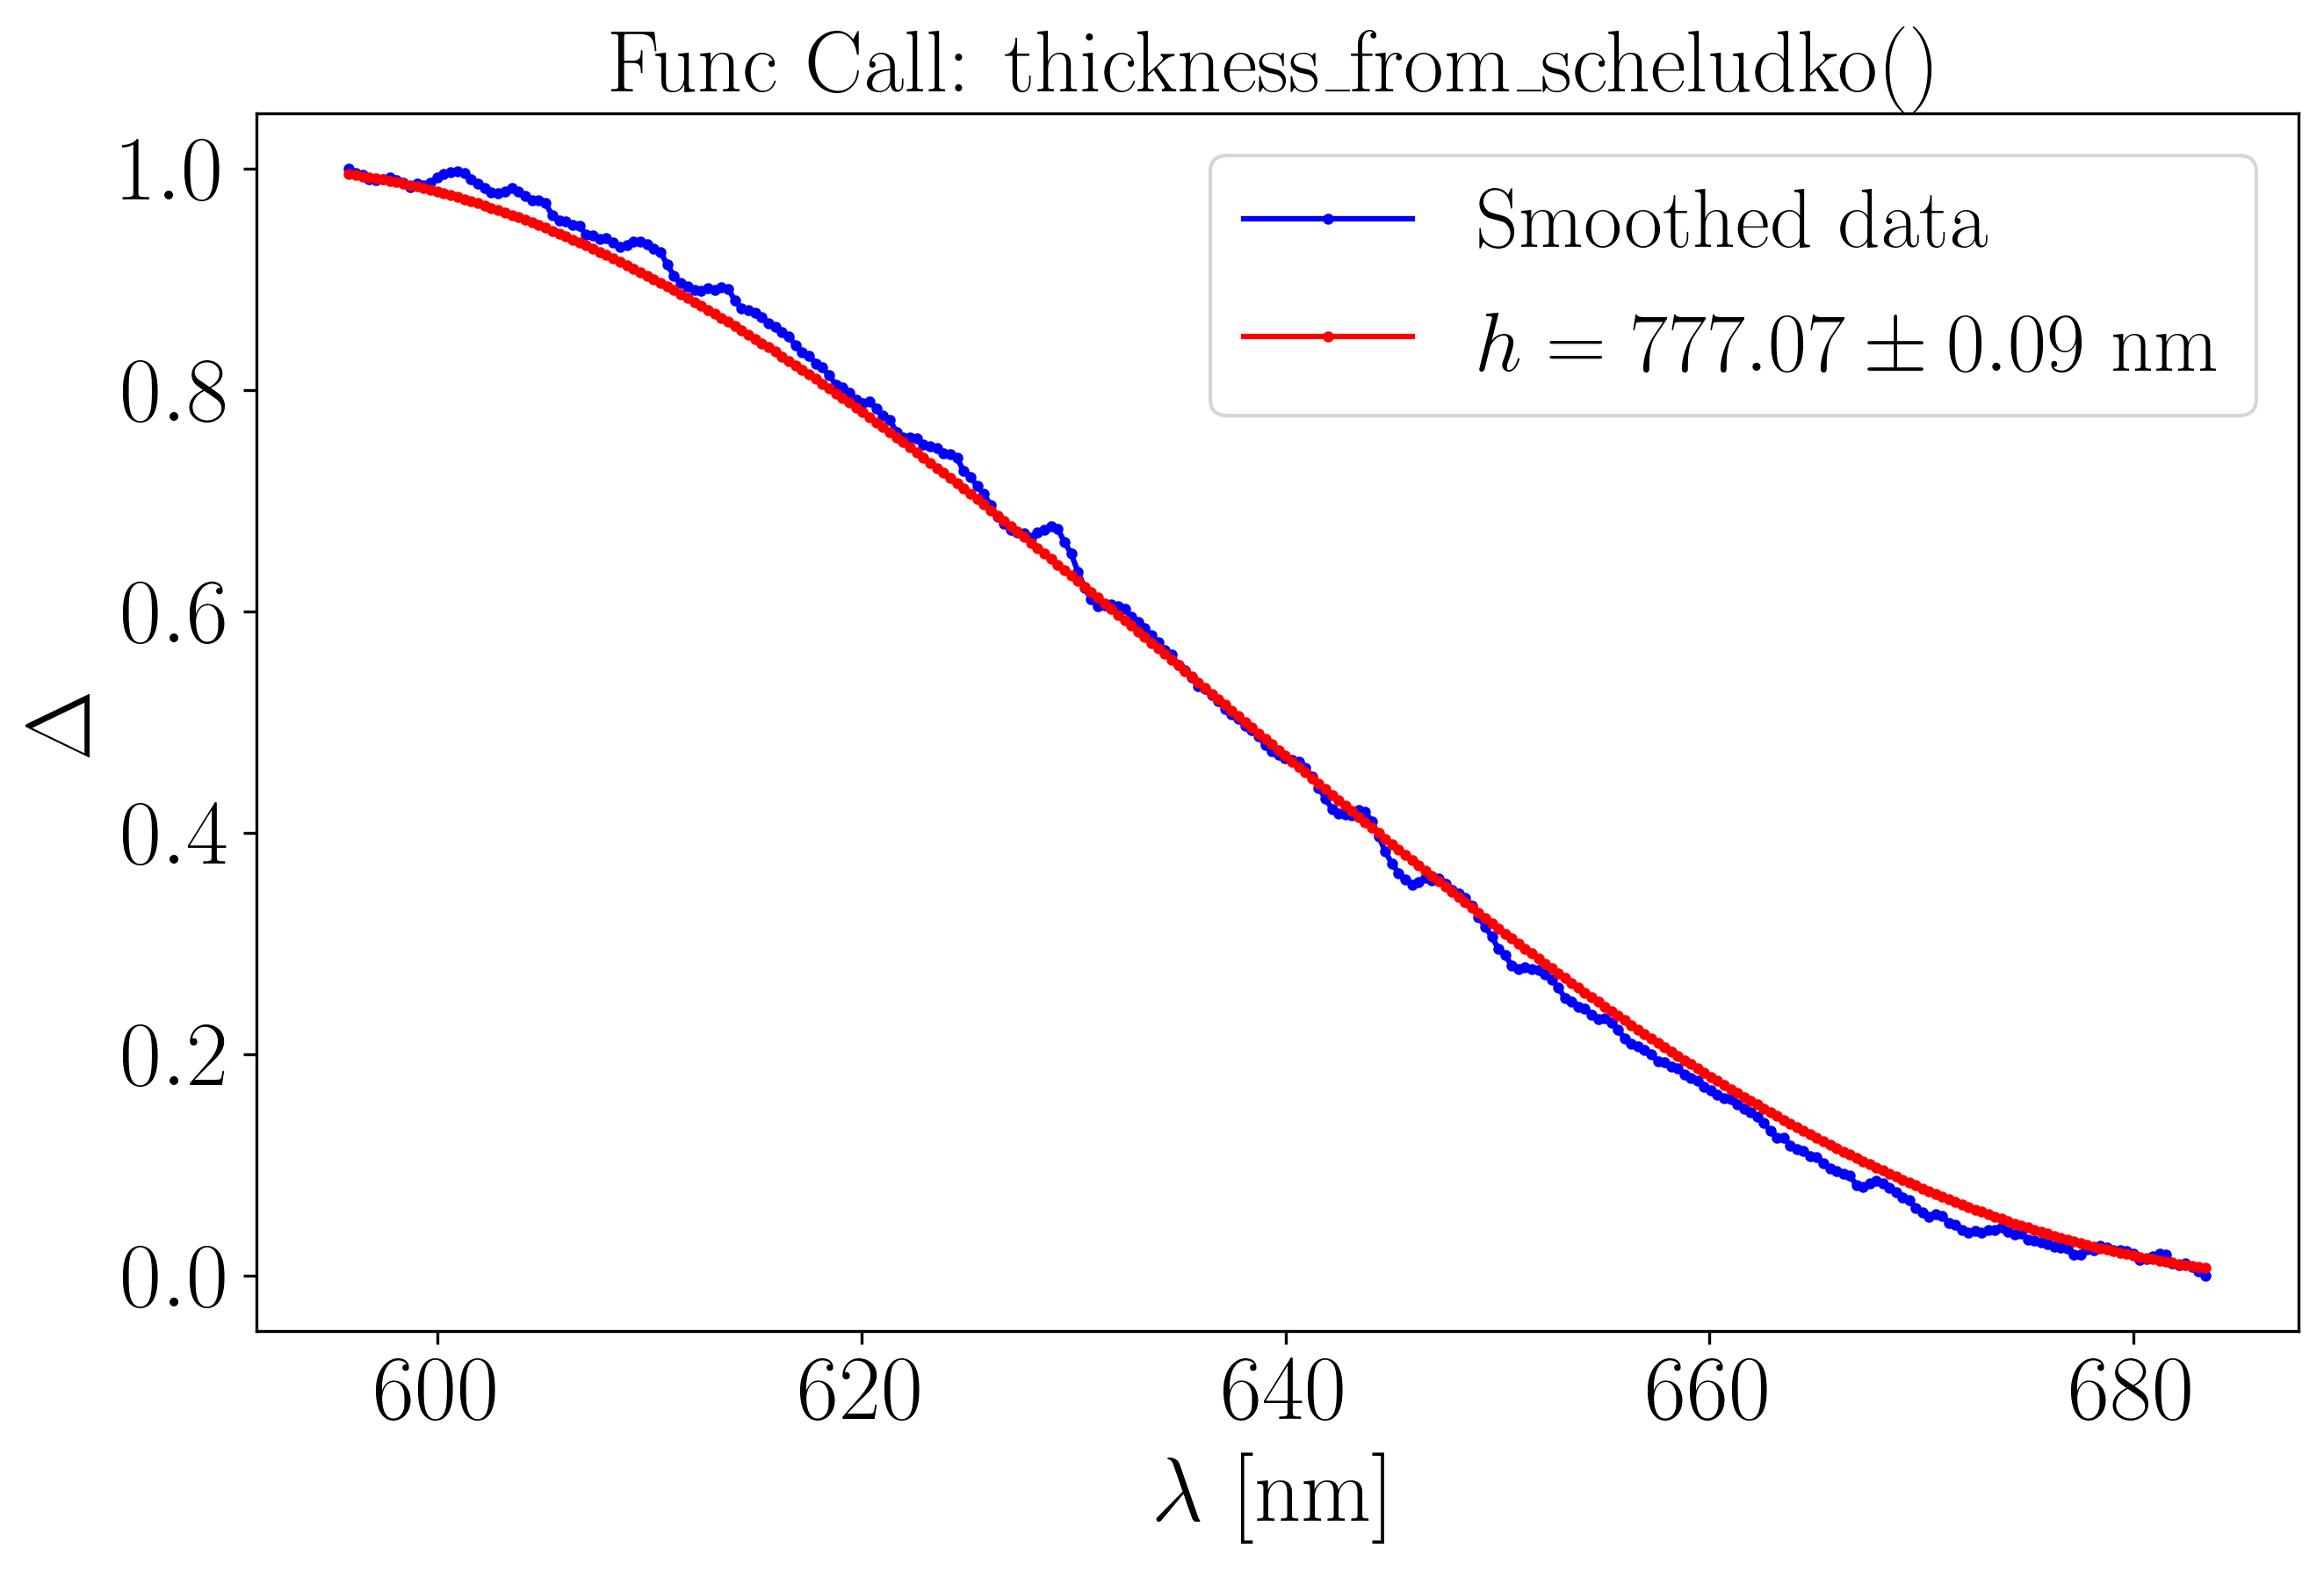 Func Call: thickness_from_scheludko()
Smoothed data
h = 777.07 ± 0.09 nm
1.0
0.8
0.6
0.4
0.2
0.0
Δ
600 620 640 660 680
λ [nm]